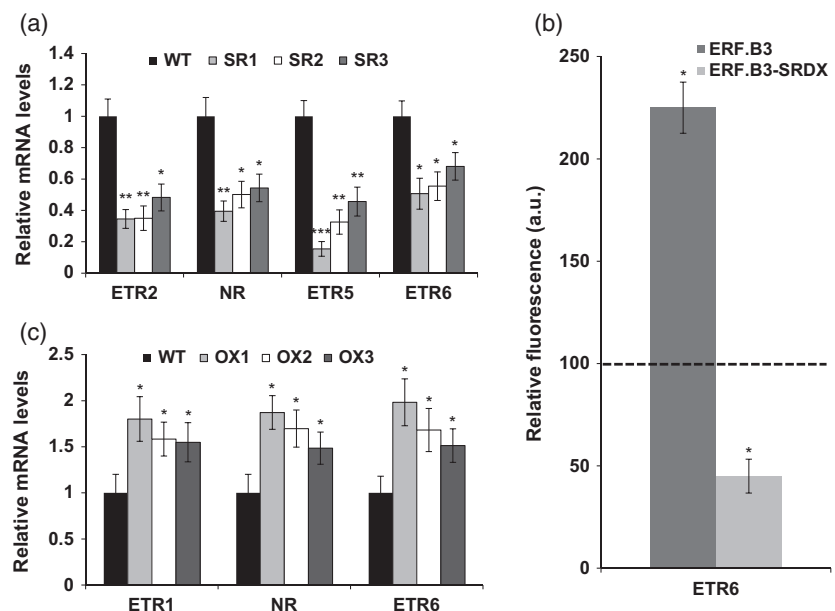 (a)
WT SR1 SR2 SR3
Relative mRNA levels
1.4
1.2
1
0.8
0.6
0.4
0.2
0
** ** *
** * *
*** ** **
* * *
ETR2 NR ETR5 ETR6
(b)
ERF.B3
ERF.B3-SRDX
Relative fluorescence (a.u.)
250
200
150
100
50
0
*
*
ETR6
(c)
WT OX1 OX2 OX3
Relative mRNA levels
2.5
2
1.5
1
0.5
0
* * *
* * *
* * *
ETR1 NR ETR6